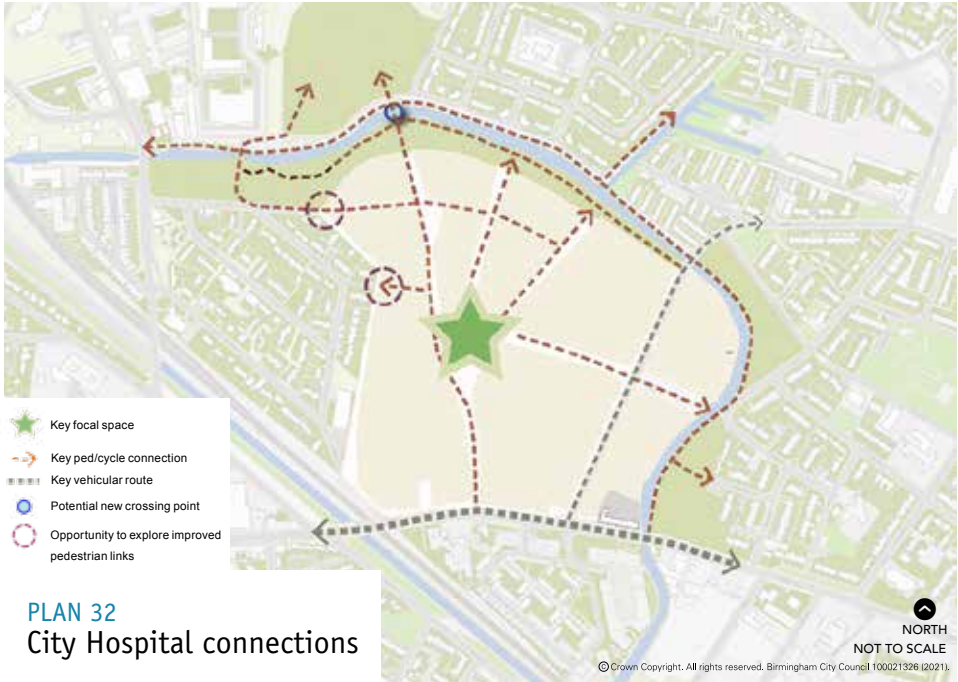 Key focal space
Key ped/cycle connection
Key vehicular route
Potential new crossing point
Opportunity to explore improved
pedestrian links
PLAN 32
City Hospital connections
NORTH
NOT TO SCALE
© Crown Copyright. All rights reserved. Birmingham City Council 100021326 (2021).